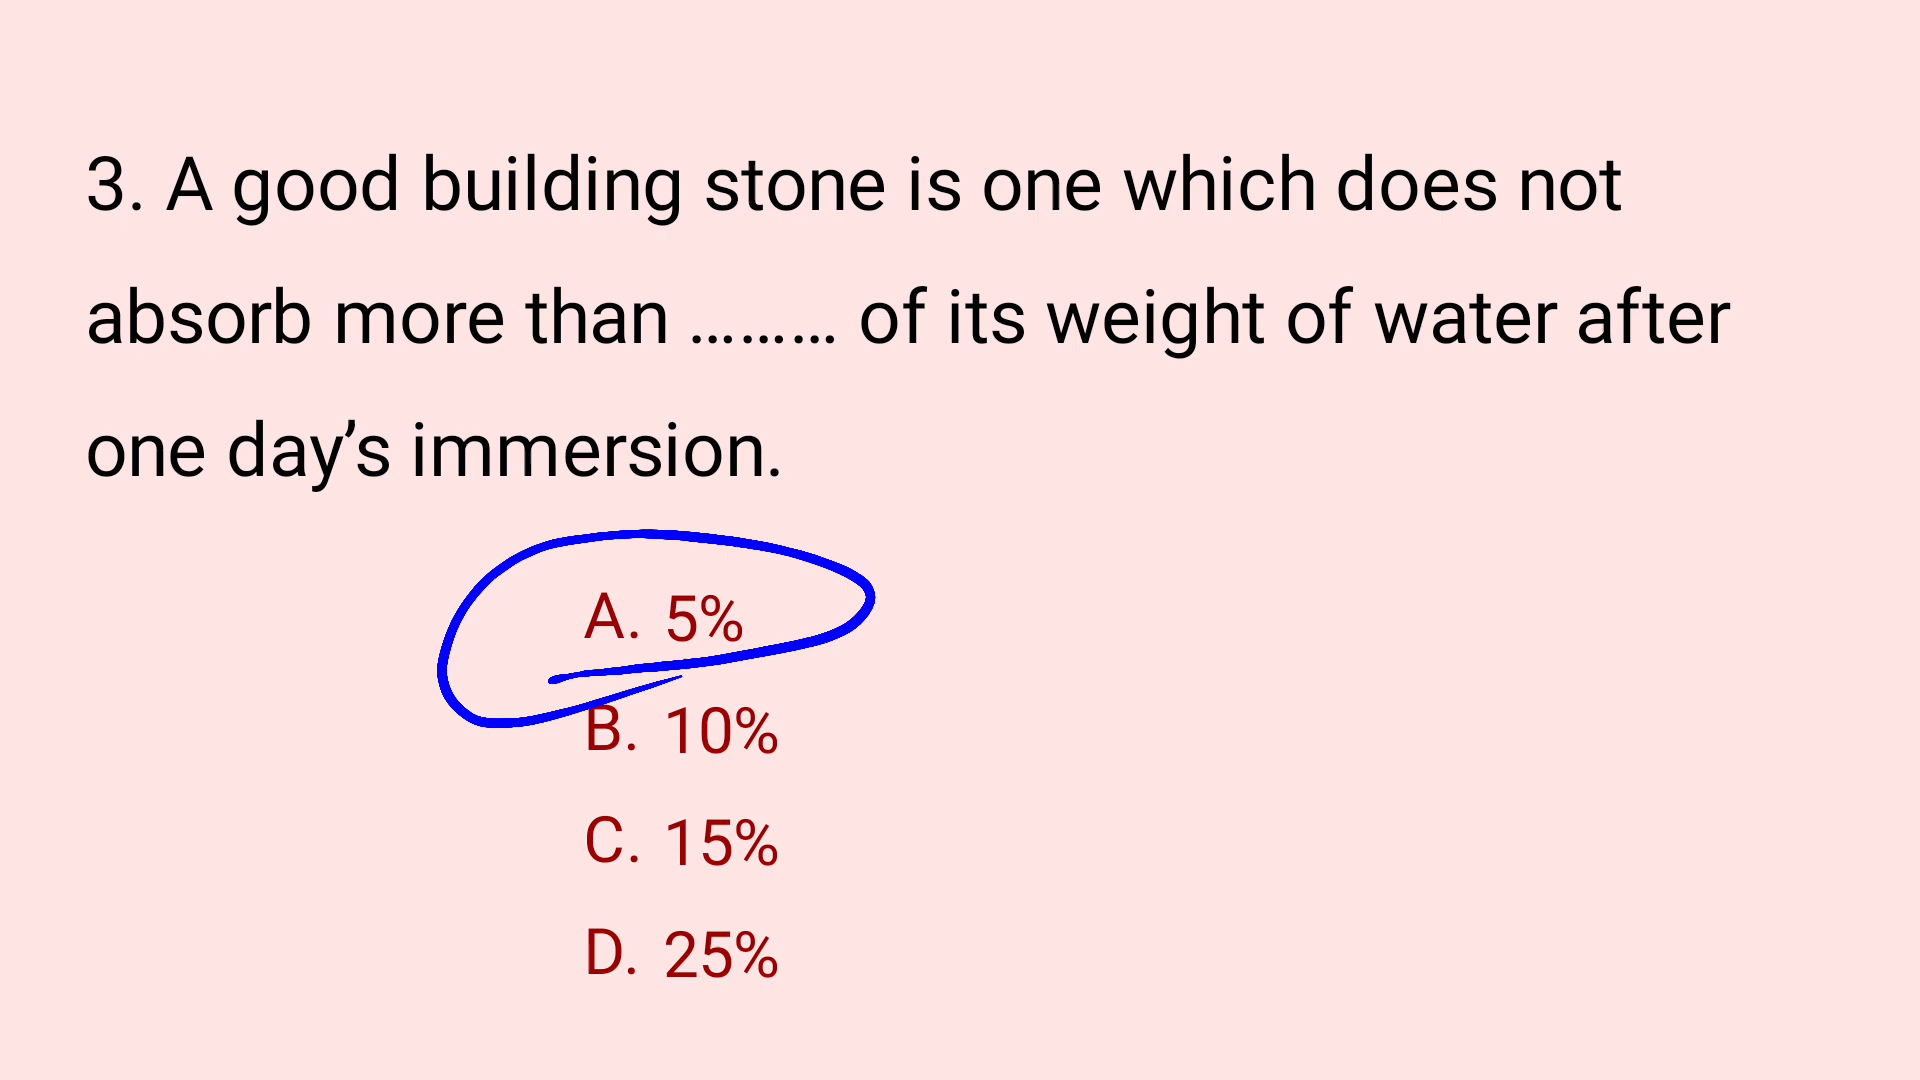 3. A good building stone is one which does not
absorb more than ......... of its weight of water after
one day’s immersion.
A. 5%
B. 10%
C. 15%
D. 25%